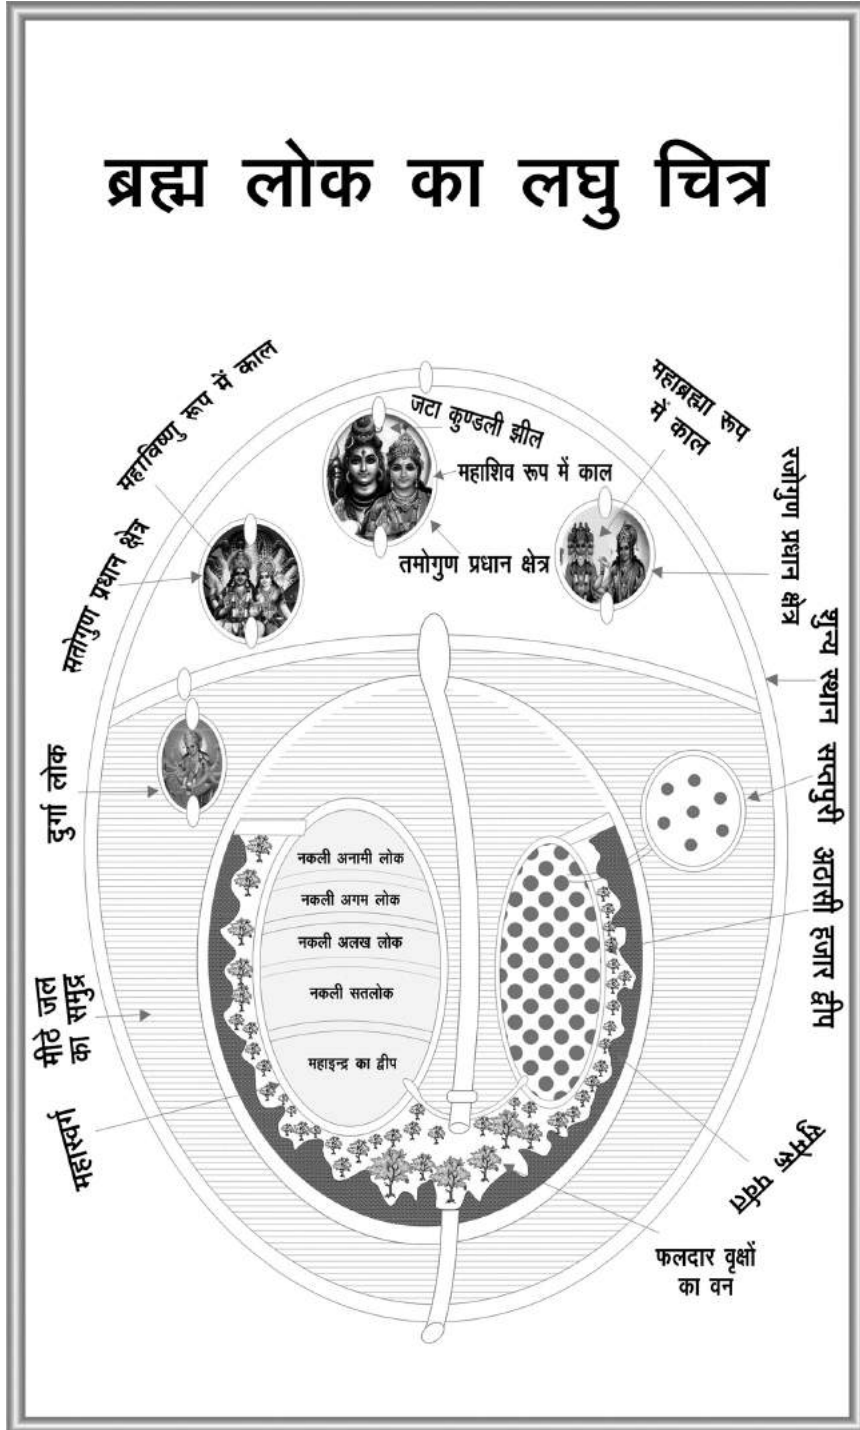 ब्रह्म लोक का लघु चित्र
महाविष्णु रूप में काल
जटा कुण्डली झील
महाशिव रूप में काल
तमोगुण प्रधान क्षेत्र
महाब्रह्मा रूप
में काल
रजोगुण प्रधान क्षेत्र
सतोगुण प्रधान क्षेत्र
शुन्य स्थान
दुर्गा लोक
सप्तपुरी
अठासी हजार द्वीप
नकली अनामी लोक
नकली अगम लोक
नकली अलख लोक
नकली सतलोक
महाइन्द्र का द्वीप
मीठे जल
का समुद्र
महास्वर्ग
सुमेरू पर्वत
फलदार वृक्षों
का वन